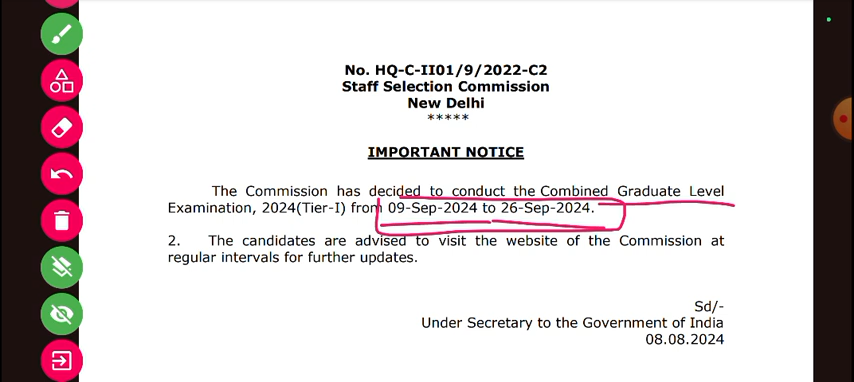 No. HQ-C-II01/9/2022-C2
Staff Selection Commission
New Delhi
*****
IMPORTANT NOTICE
The Commission has decided to conduct the Combined Graduate Level
Examination, 2024(Tier-I) from 09-Sep-2024 to 26-Sep-2024.
2. The candidates are advised to visit the website of the Commission at
regular intervals for further updates.
Sd/-
Under Secretary to the Government of India
08.08.2024